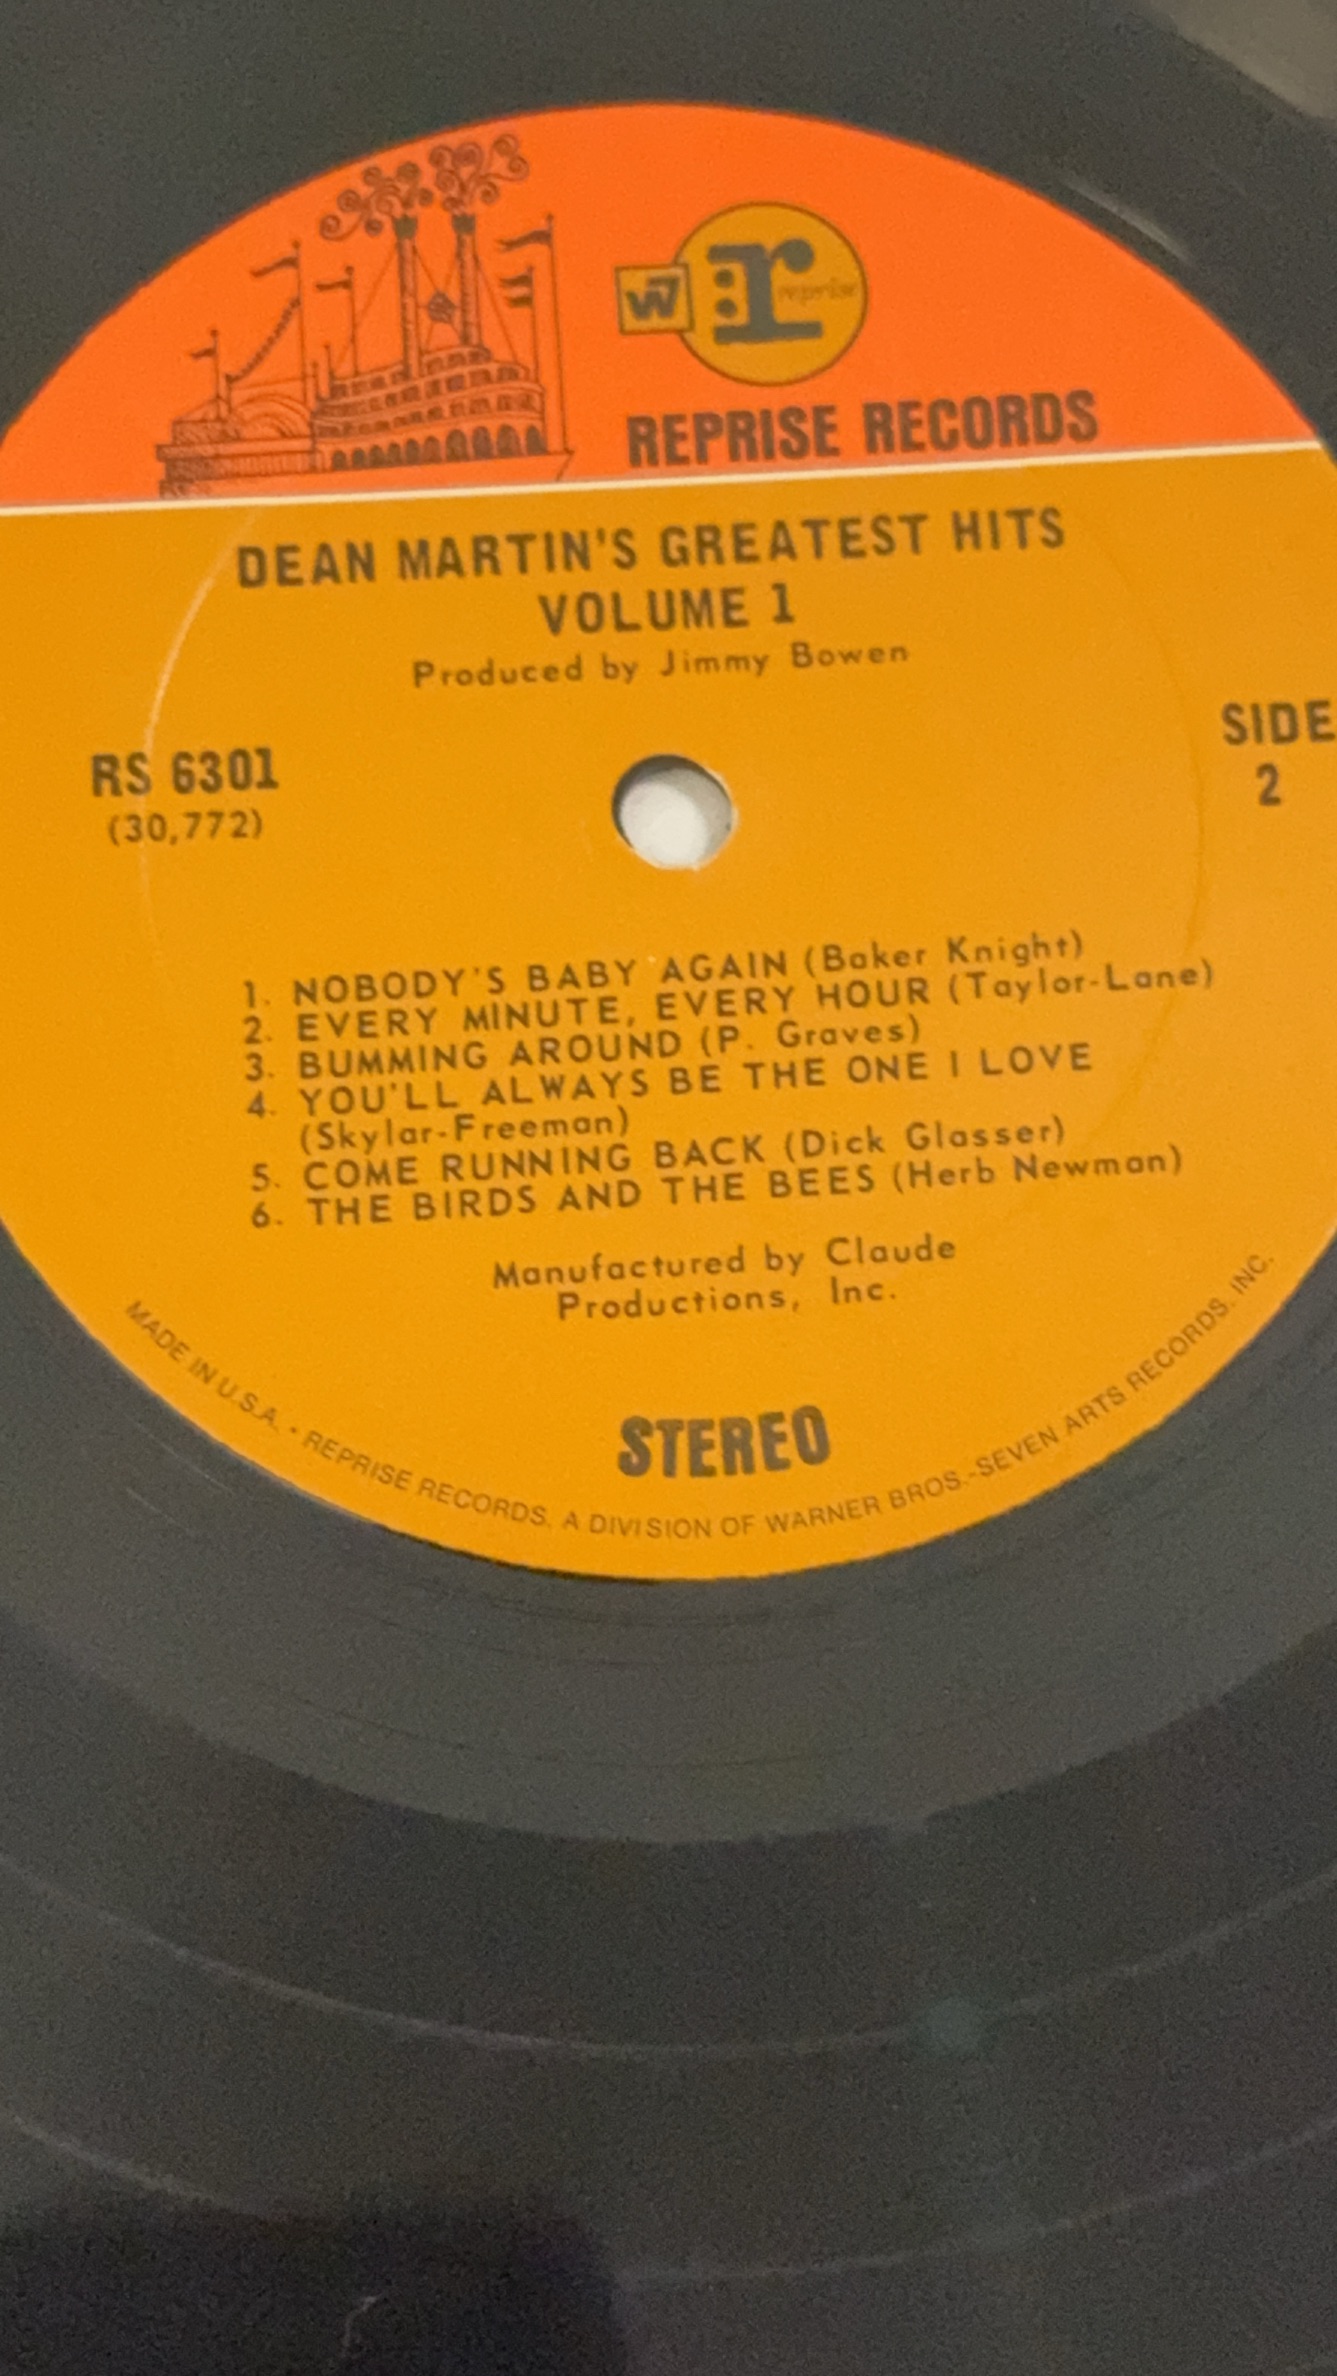 W7
r: reprise
REPRISE RECORDS
DEAN MARTIN'S GREATEST HITS
VOLUME 1
Produced by Jimmy Bowen
RS 6301
(30,772)
SIDE
2
1. NOBODY'S BABY AGAIN (Baker Knight)
2. EVERY MINUTE, EVERY HOUR (Taylor-Lane)
3. BUMMING AROUND (P. Graves)
4. YOU'LL ALWAYS BE THE ONE I LOVE
(Skylar-Freeman)
5. COME RUNNING BACK (Dick Glasser)
6. THE BIRDS AND THE BEES (Herb Newman)
Manufactured by Claude
Productions, Inc.
STEREO
MADE IN U.S.A. • REPRISE RECORDS, A DIVISION OF WARNER BROS.-SEVEN ARTS RECORDS, INC.